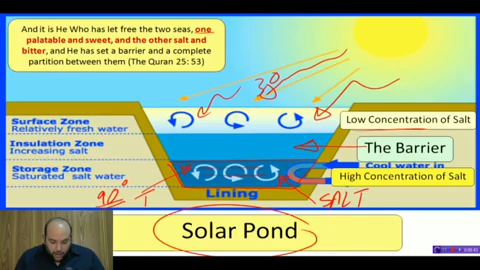 And it is He Who has let free the two seas, one
palatable and sweet, and the other salt and
bitter, and He has set a barrier and a complete
partition between them (The Quran 25: 53)
30
Surface Zone
Relatively fresh water
Low Concentration of Salt
Insulation Zone
Increasing salt
The Barrier
Storage Zone
Saturated salt water
Cool water in
High Concentration of Salt
Lining
90° T
SALT
Solar Pond